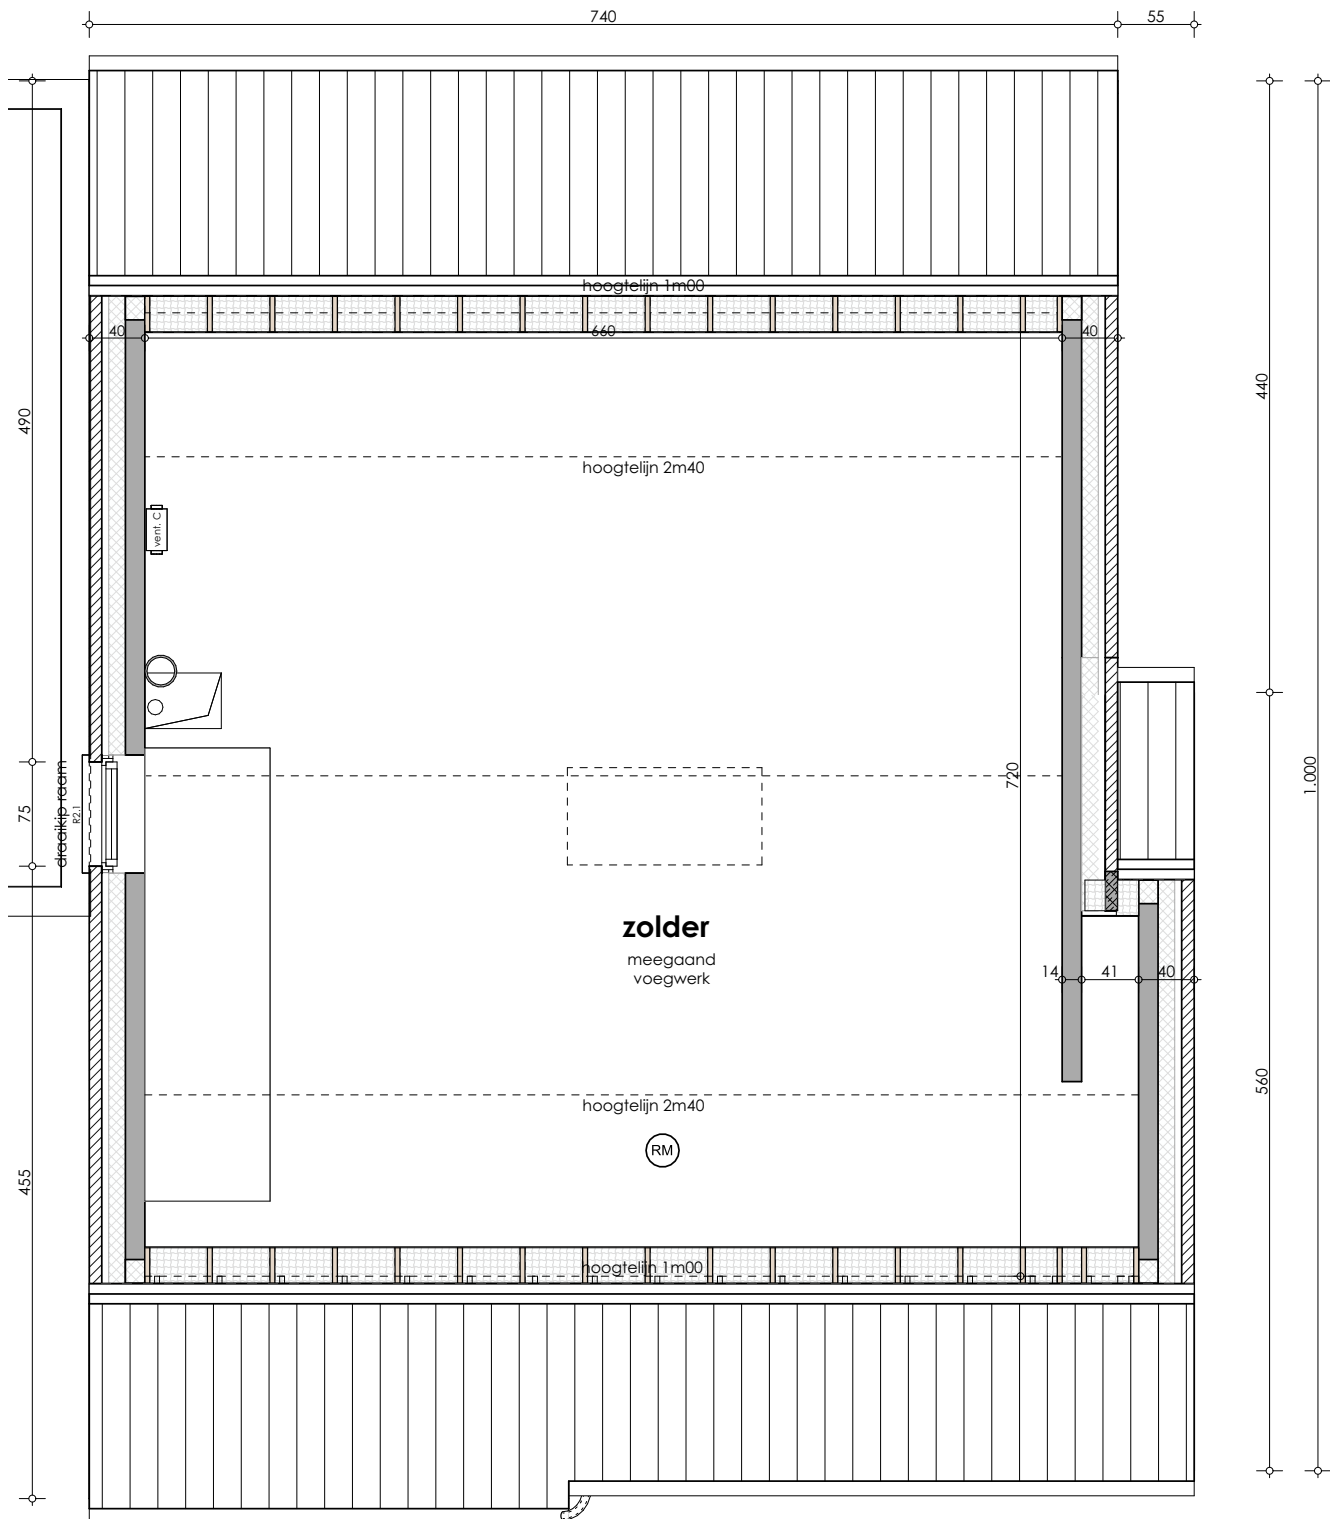 740
55
hoogtelijn 1m00
40
660
40
490
440
hoogtelijn 2m40
vent. C
draaikip raam
R2.1
75
720
1.000
zolder
meegaand
voegwerk
14
41
40
560
hoogtelijn 2m40
RM
455
hoogtelijn 1m00